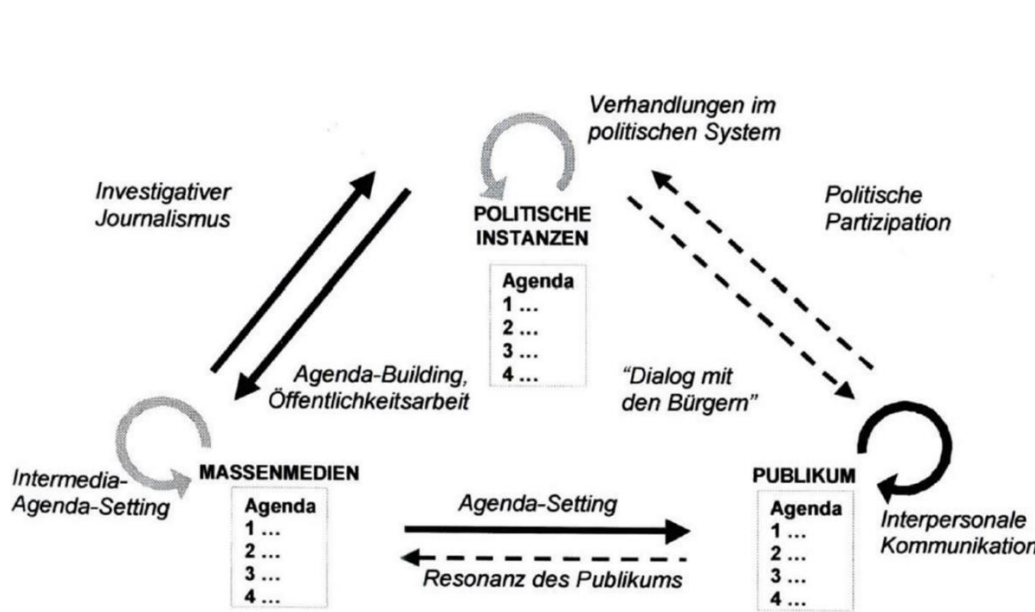 Verhandlungen im
politischen System
Investigativer
Journalismus
Politische
Partizipation
POLITISCHE
INSTANZEN
Agenda
1 ...
2 ...
3 ...
4 ...
Agenda-Building,
Öffentlichkeitsarbeit
"Dialog mit
den Bürgern"
Intermedia-
Agenda-Setting
MASSENMEDIEN
Agenda
1 ...
2 ...
3 ...
4 ...
Agenda-Setting
Resonanz des Publikums
PUBLIKUM
Agenda
1 ...
2 ...
3 ...
4 ...
Interpersonale
Kommunikation